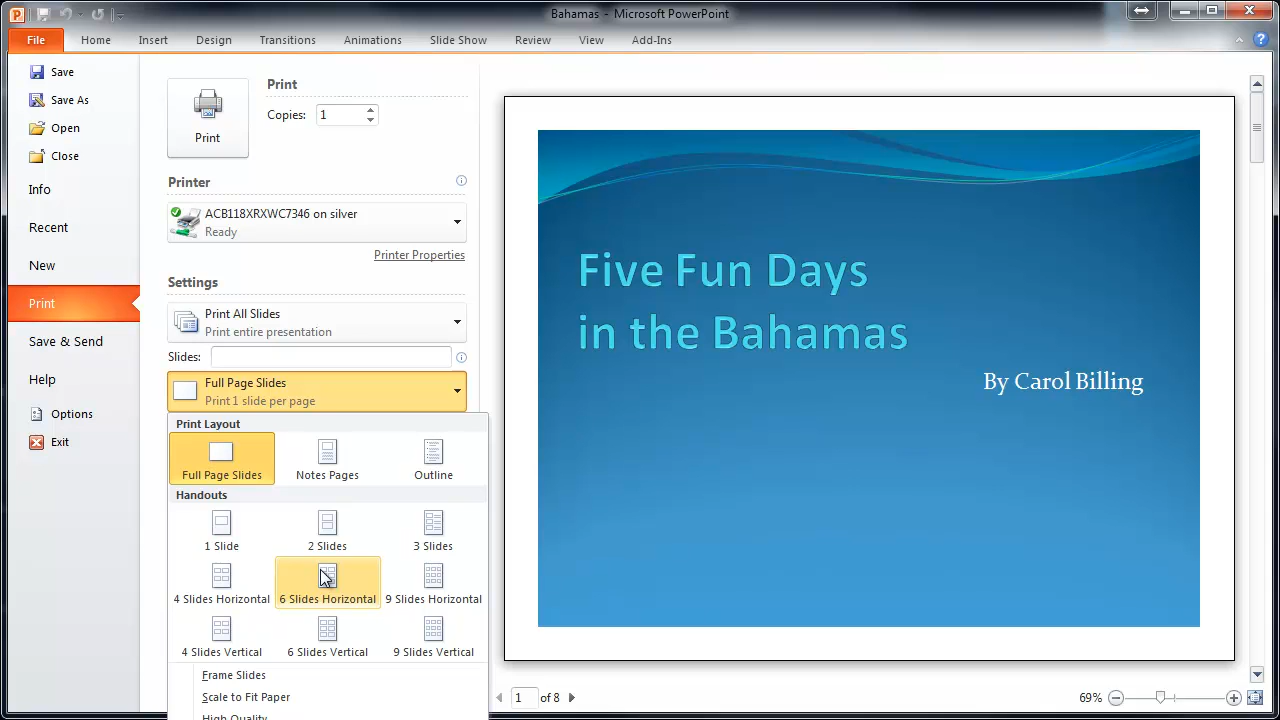 Bahamas - Microsoft PowerPoint
File Home Insert Design Transitions Animations Slide Show Review View Add-Ins
Save
Save As
Open
Close
Info
Recent
New
Print
Save & Send
Help
Options
Exit
Print
Print
Copies: 1
Printer
ACB118XRXWC7346 on silver
Ready
Printer Properties
Settings
Print All Slides
Print entire presentation
Slides:
Full Page Slides
Print 1 slide per page
Print Layout
Full Page Slides Notes Pages Outline
Handouts
1 Slide 2 Slides 3 Slides
4 Slides Horizontal 6 Slides Horizontal 9 Slides Horizontal
4 Slides Vertical 6 Slides Vertical 9 Slides Vertical
Frame Slides
Scale to Fit Paper
High Quality
Five Fun Days
in the Bahamas
By Carol Billing
1 of 8
69%